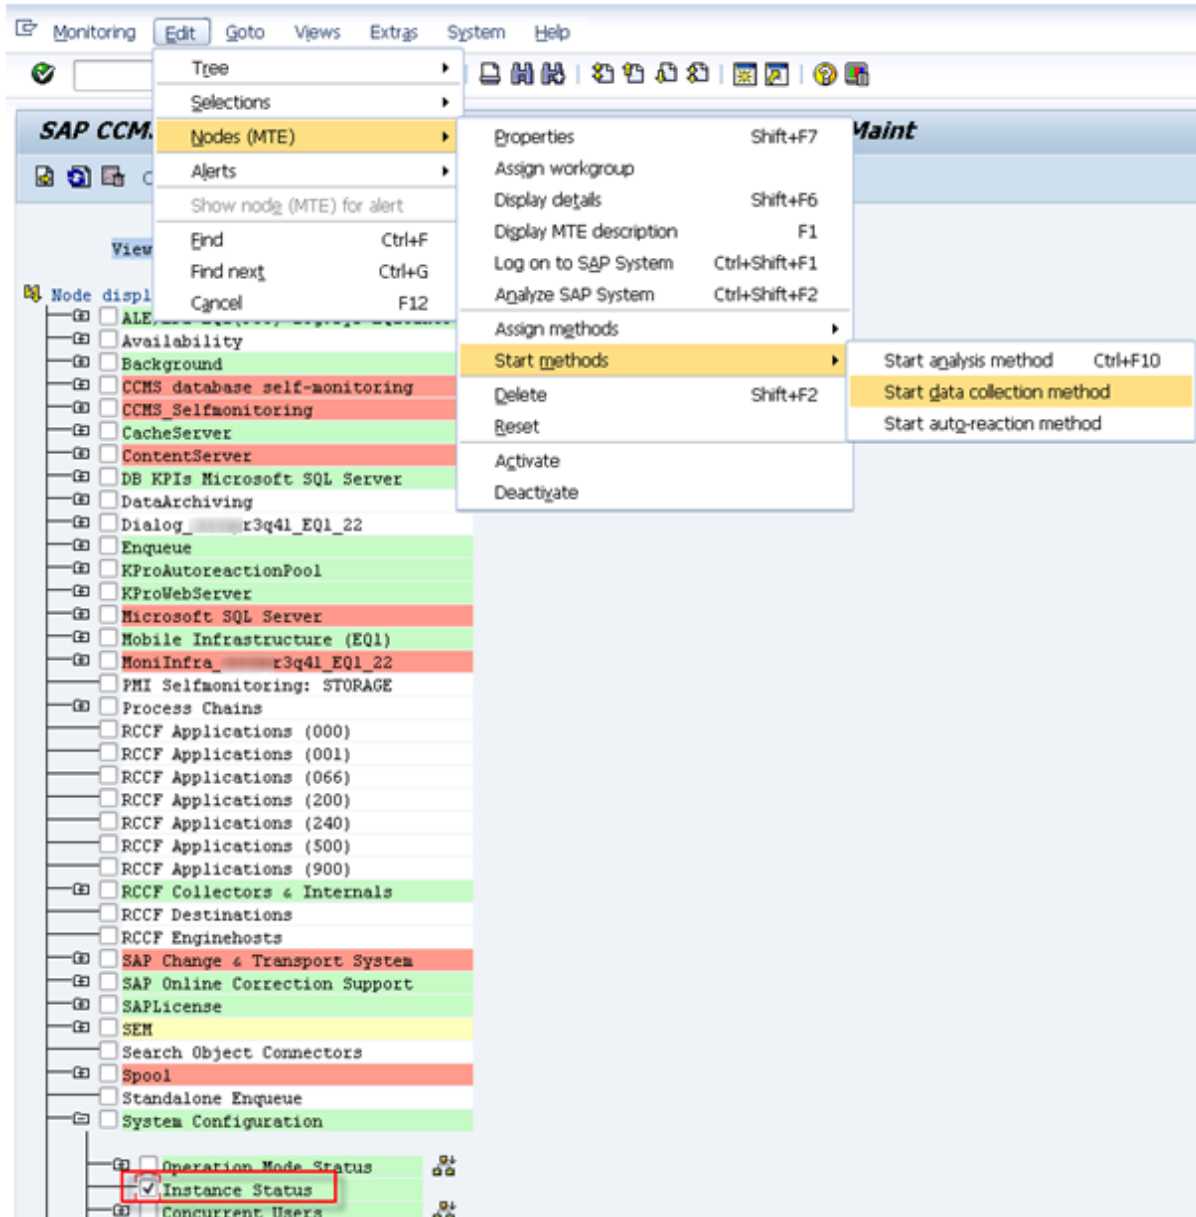 Monitoring Edit Goto Views Extras System Help
Tree
Selections
SAP CCM Nodes (MTE) Maint
Properties Shift+F7
Alerts
Assign workgroup
Show node (MTE) for alert
Display details Shift+F6
View
Find Ctrl+F
Display MTE description F1
Find next Ctrl+G
Log on to SAP System Ctrl+Shift+F1
Node displ
Cancel F12
Analyze SAP System Ctrl+Shift+F2
Assign methods
Start methods
Start analysis method Ctrl+F10
Delete Shift+F2
Start data collection method
Reset
Start auto-reaction method
Activate
Deactivate
Availability
Background
CCMS database self-monitoring
CCMS_Selfmonitoring
CacheServer
ContentServer
DB KPIs Microsoft SQL Server
DataArchiving
Dialog_ r3q41_EQ1_22
Enqueue
KProAutoreactionPool
KProWebServer
Microsoft SQL Server
Mobile Infrastructure (EQ1)
MoniInfra_ r3q41_EQ1_22
PMI Selfmonitoring: STORAGE
Process Chains
RCCF Applications (000)
RCCF Applications (001)
RCCF Applications (066)
RCCF Applications (200)
RCCF Applications (240)
RCCF Applications (500)
RCCF Applications (900)
RCCF Collectors & Internals
RCCF Destinations
RCCF Enginehosts
SAP Change & Transport System
SAP Online Correction Support
SAPLicense
SEM
Search Object Connectors
Spool
Standalone Enqueue
System Configuration
Operation Mode Status
Instance Status
Concurrent Users